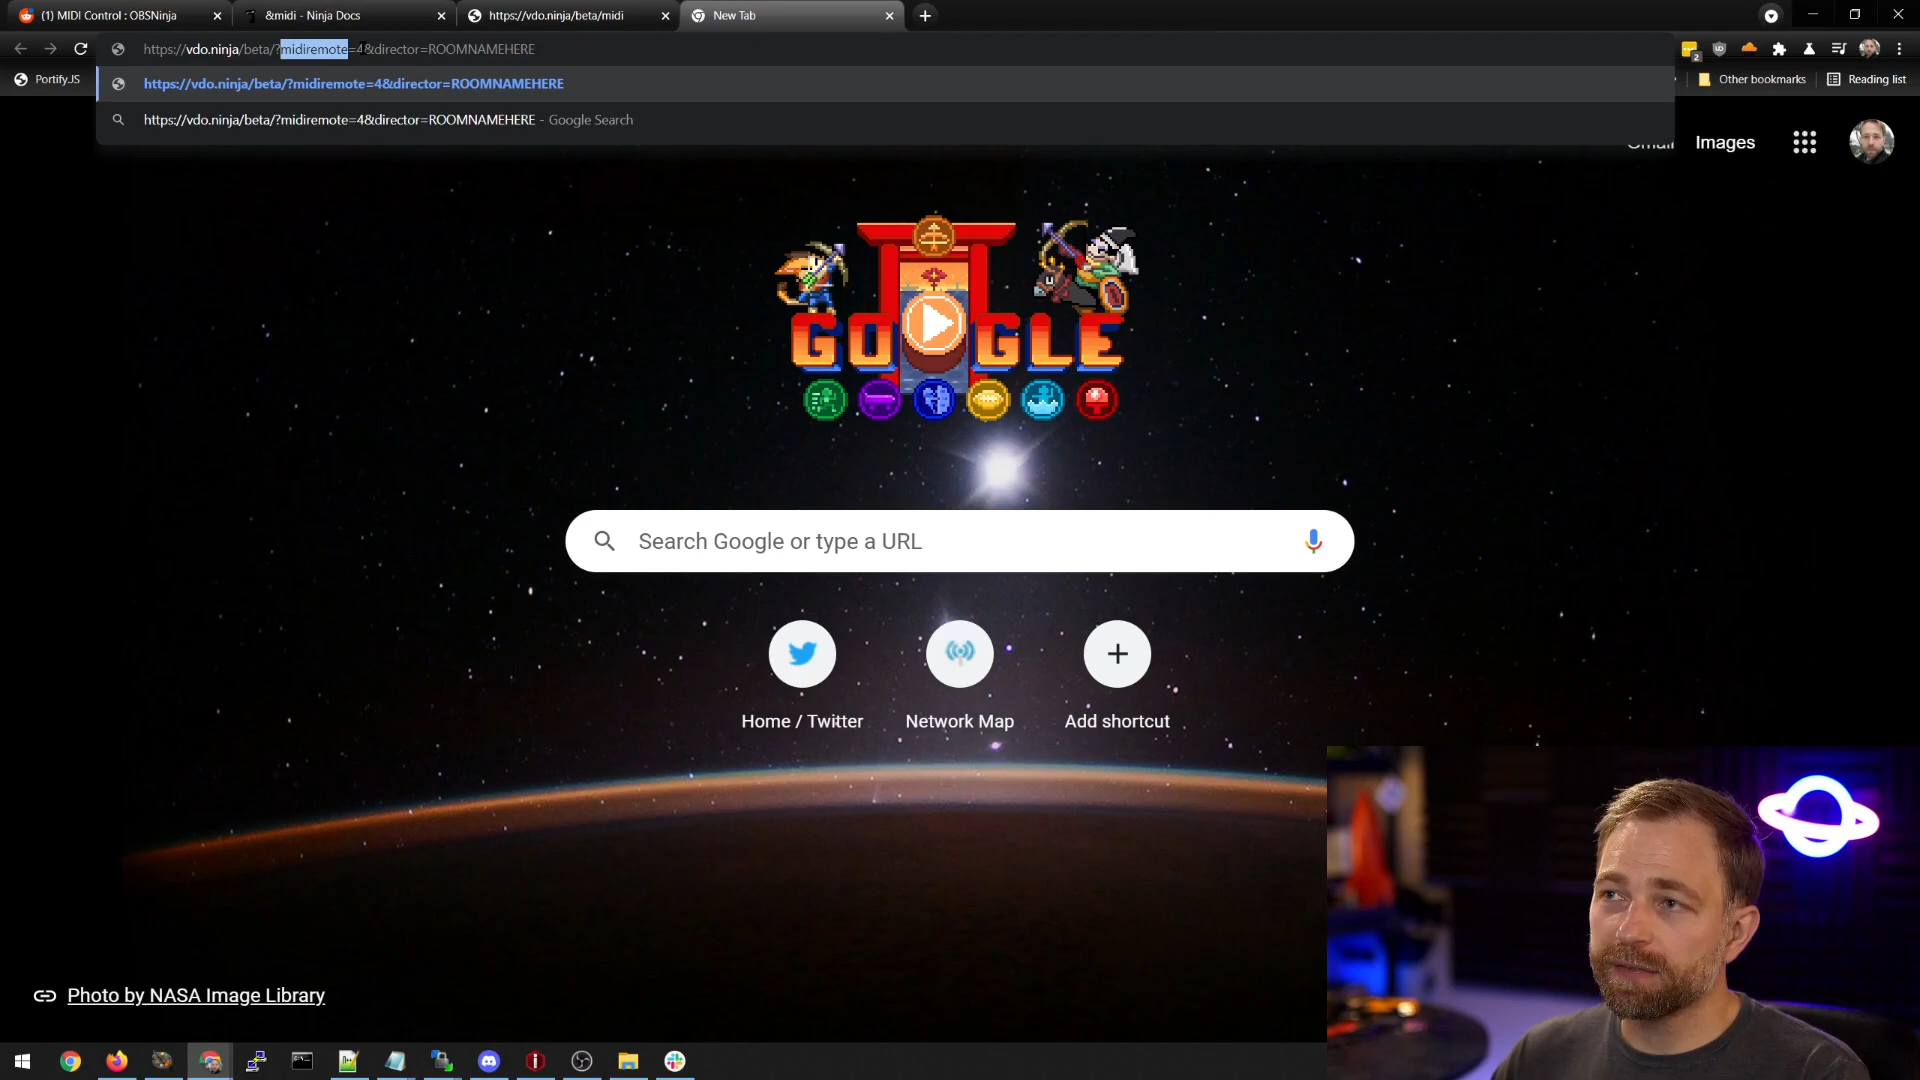 (1) MIDI Control : OBSNinja
&midi - Ninja Docs
https://vdo.ninja/beta/midi
New Tab
https://vdo.ninja/beta/?midiremote=4&director=ROOMNAMEHERE
Portify.JS
https://vdo.ninja/beta/?midiremote=4&director=ROOMNAMEHERE
Other bookmarks
Reading list
https://vdo.ninja/beta/?midiremote=4&director=ROOMNAMEHERE - Google Search
Gmail
Images
GOOGLE
Search Google or type a URL
Home / Twitter
Network Map
Add shortcut
Photo by NASA Image Library